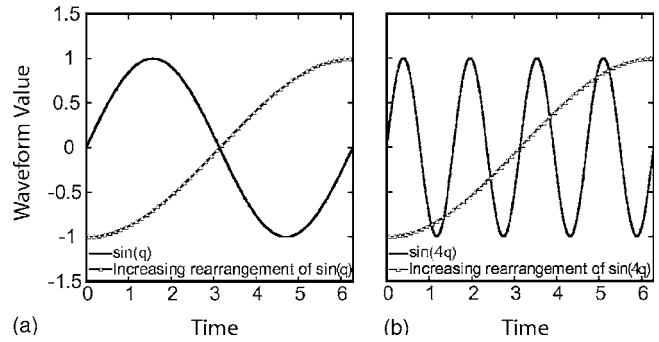 1.5
1
0.5
0
-0.5
-1
-1.5
Waveform Value
sin(q)
Increasing rearrangement of sin(q)
0 1 2 3 4 5 6
(a) Time
sin(4q)
Increasing rearrangement of sin(4q)
0 1 2 3 4 5 6
(b) Time